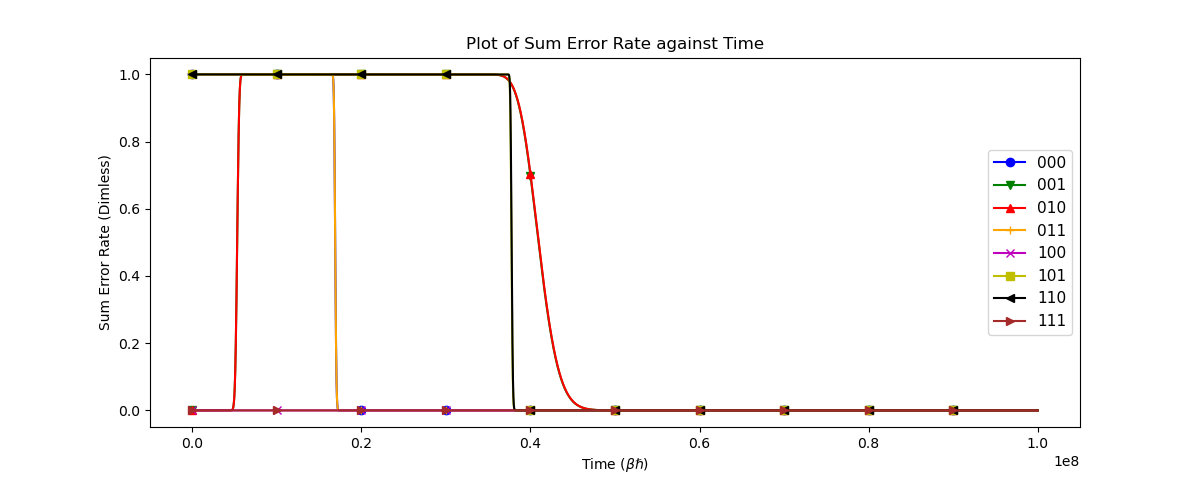 Plot of Sum Error Rate against Time
Sum Error Rate (Dimless)
1.0
0.8
0.6
0.4
0.2
0.0
000
001
010
011
100
101
110
111
0.0 0.2 0.4 0.6 0.8 1.0
1e8
Time (βħ)